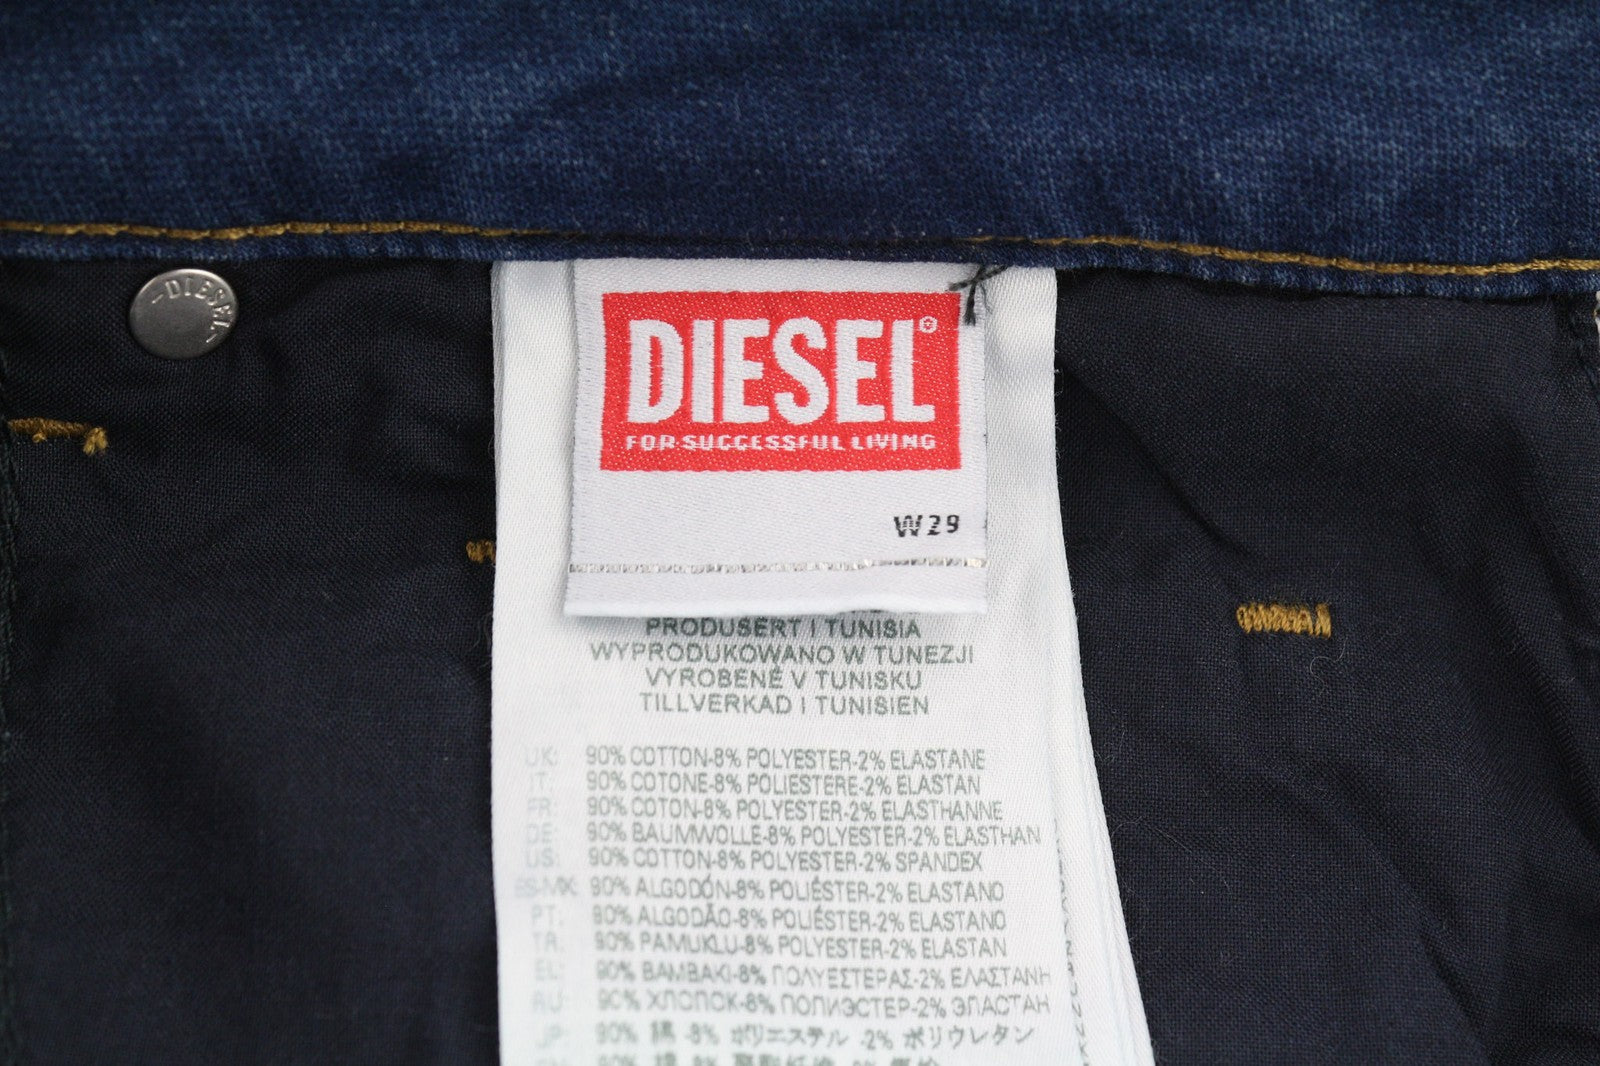 -DIESEL-
DIESEL®
FOR SUCCESSFUL LIVING
W29
PRODUSERT I TUNISIA
WYPRODUKOWANO W TUNEZJI
VYROBENÉ V TUNISKU
TILLVERKAD I TUNISIEN
UK: 90% COTTON-8% POLYESTER-2% ELASTANE
IT: 90% COTONE-8% POLIESTERE-2% ELASTAN
FR: 90% COTON-8% POLYESTER-2% ELASTHANNE
DE: 90% BAUMWOLLE-8% POLYESTER-2% ELASTHAN
US: 90% COTTON-8% POLYESTER-2% SPANDEX
ES-MX: 90% ALGODÓN-8% POLIÉSTER-2% ELASTANO
PT: 90% ALGODÃO-8% POLIÉSTER-2% ELASTANO
TR: 90% PAMUKLU-8% POLYESTER-2% ELASTAN
EL: 90% ΒΑΜΒΑΚΙ-8% ΠΟΛΥΕΣΤΕΡΑΣ-2% ΕΛΑΣΤΑΝΗ
RU: 90% ХЛОПОК-8% ПОЛИЭСТЕР-2% ЭЛАСТАН
JP: 90% 綿 -8% ポリエステル -2% ポリウレタン